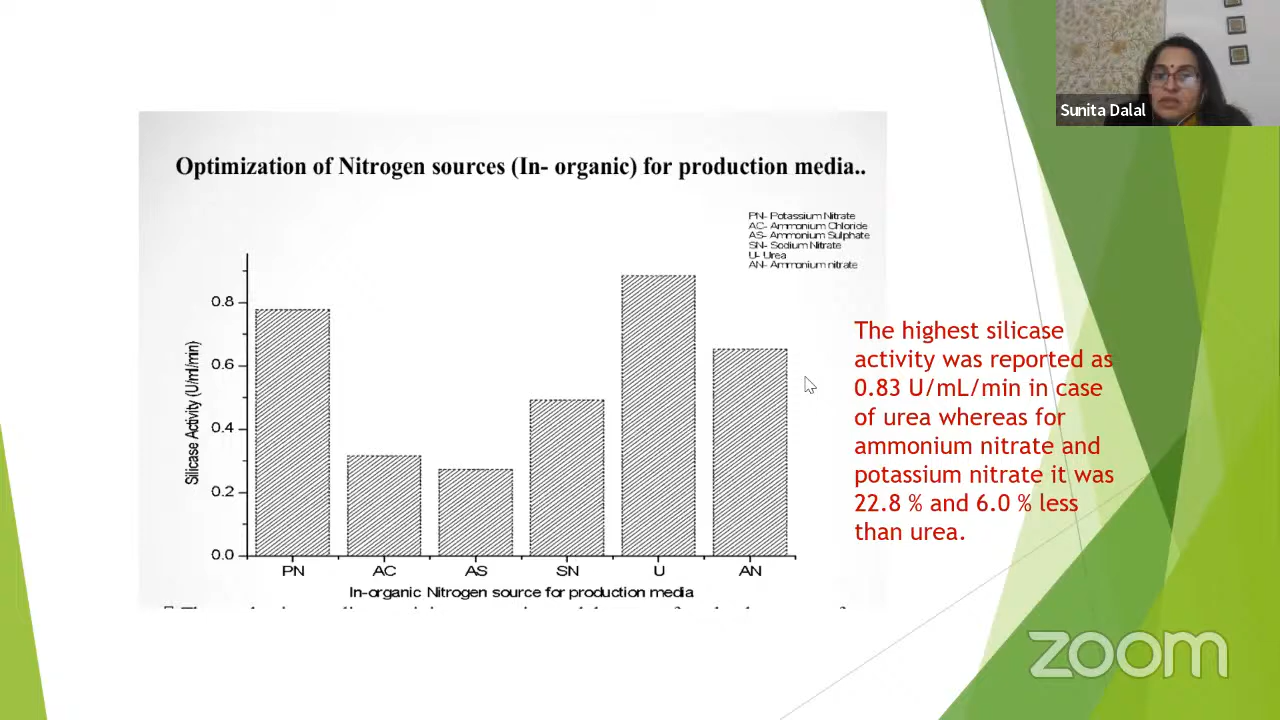 Sunita Dalal
Optimization of Nitrogen sources (In- organic) for production media..
PN- Potassium Nitrate
AC- Ammonium Chloride
AS- Ammonium Sulphate
SN- Sodium Nitrate
U- Urea
AN- Ammonium nitrate
0.8
0.6
0.4
0.2
0.0
Silicase Activity (U/ml/min)
PN AC AS SN U AN
In-organic Nitrogen source for production media
The highest silicase
activity was reported as
0.83 U/mL/min in case
of urea whereas for
ammonium nitrate and
potassium nitrate it was
22.8 % and 6.0 % less
than urea.
zoom